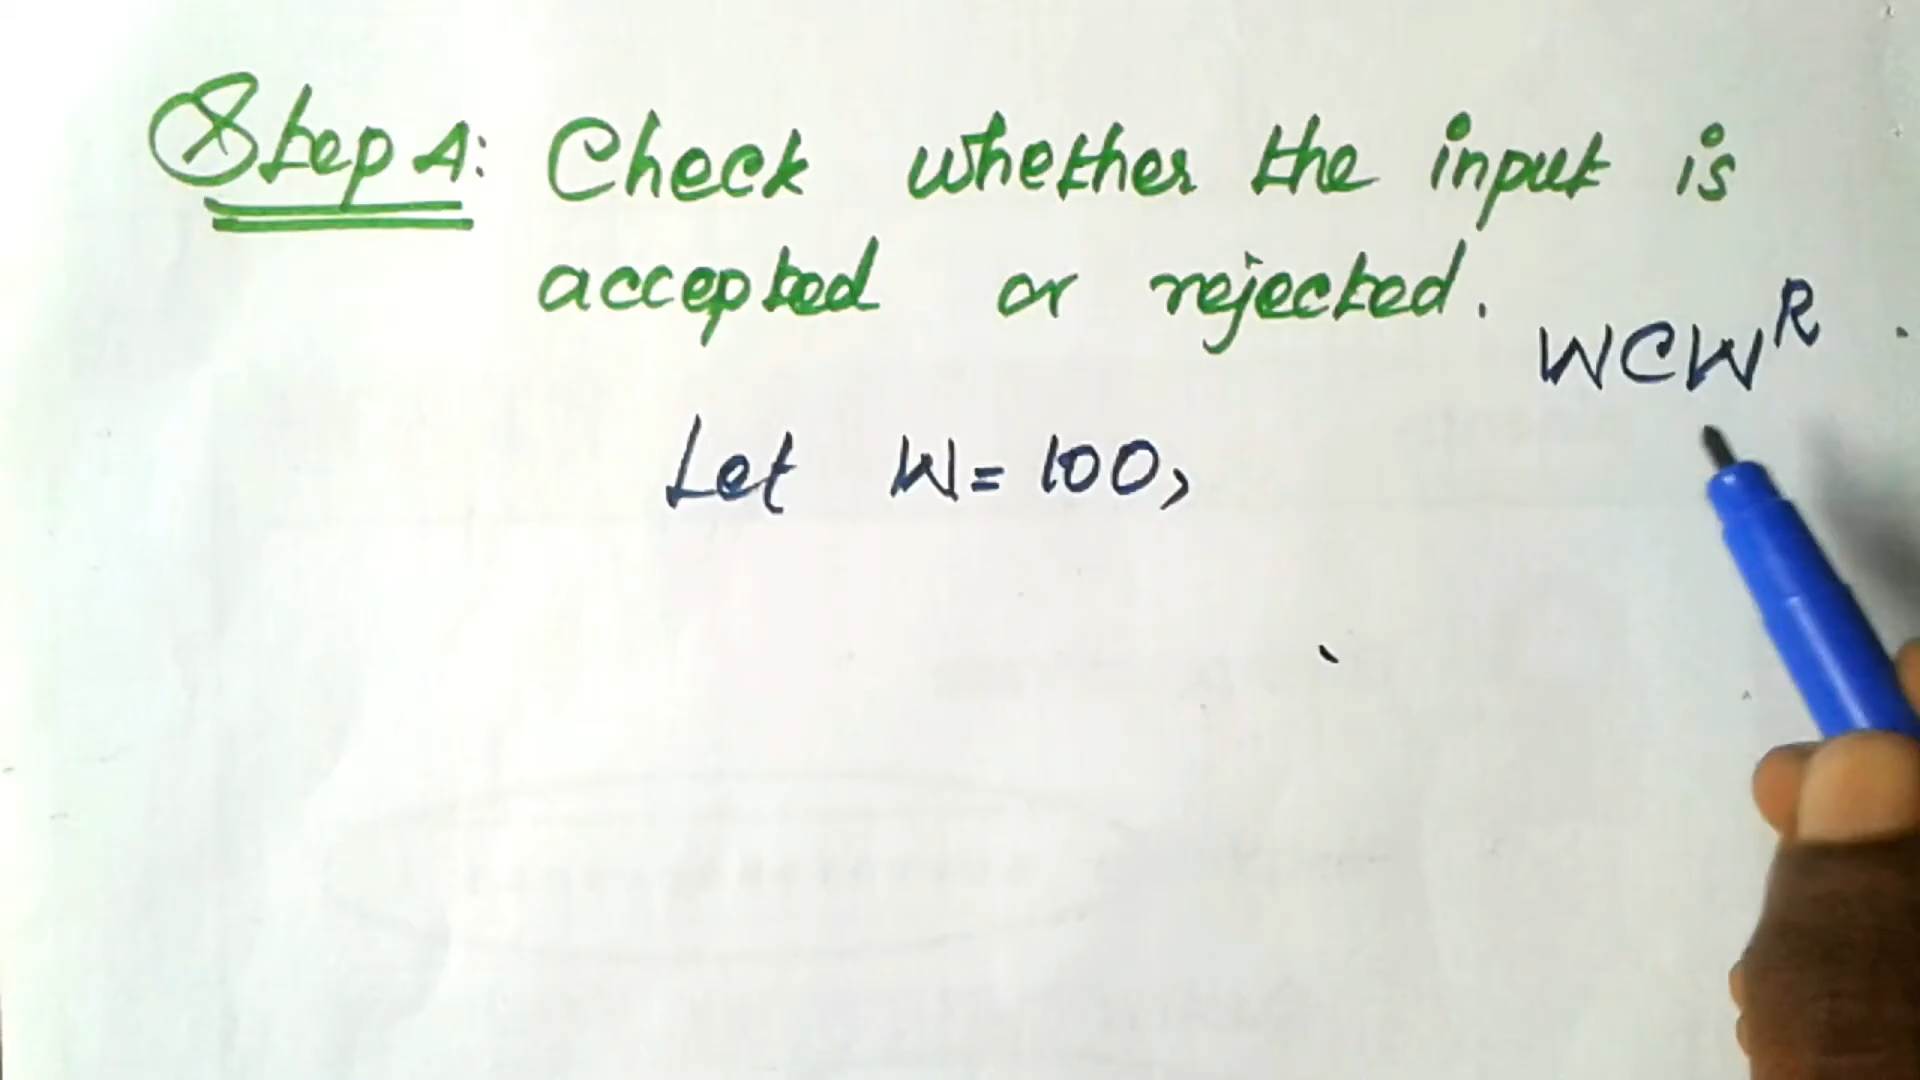 Step 4: Check whether the input is
accepted or rejected.
WCW^R
Let W = 100,